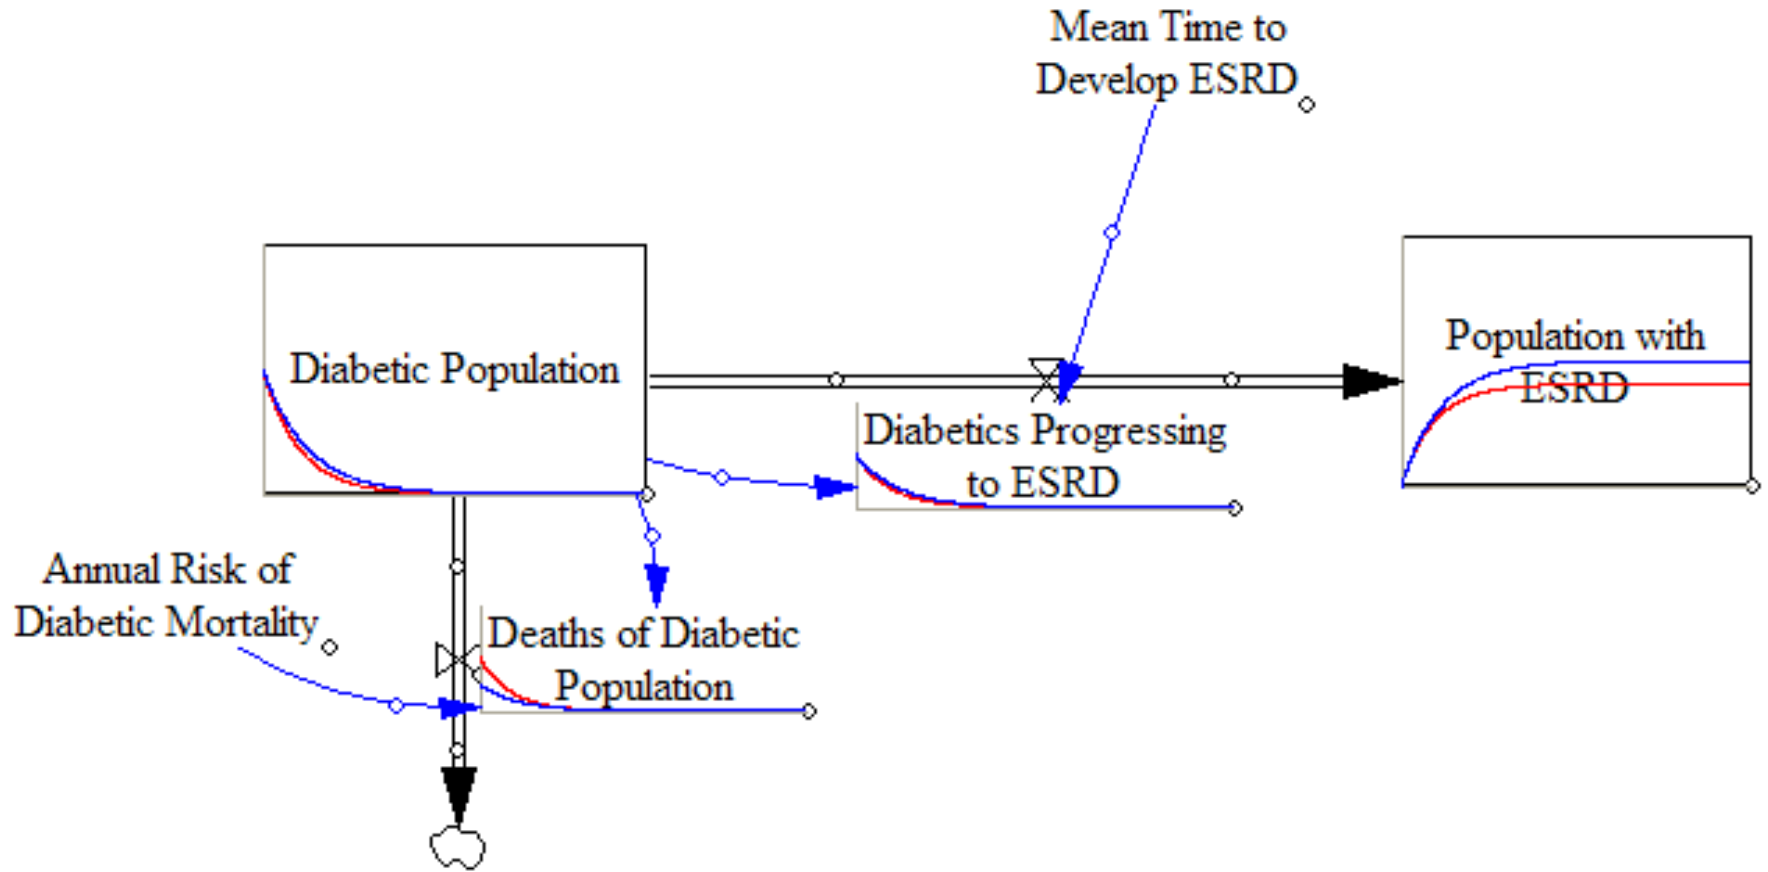 Mean Time to
Develop ESRD
Diabetic Population
Population with
ESRD
Diabetics Progressing
to ESRD
Annual Risk of
Diabetic Mortality
Deaths of Diabetic
Population